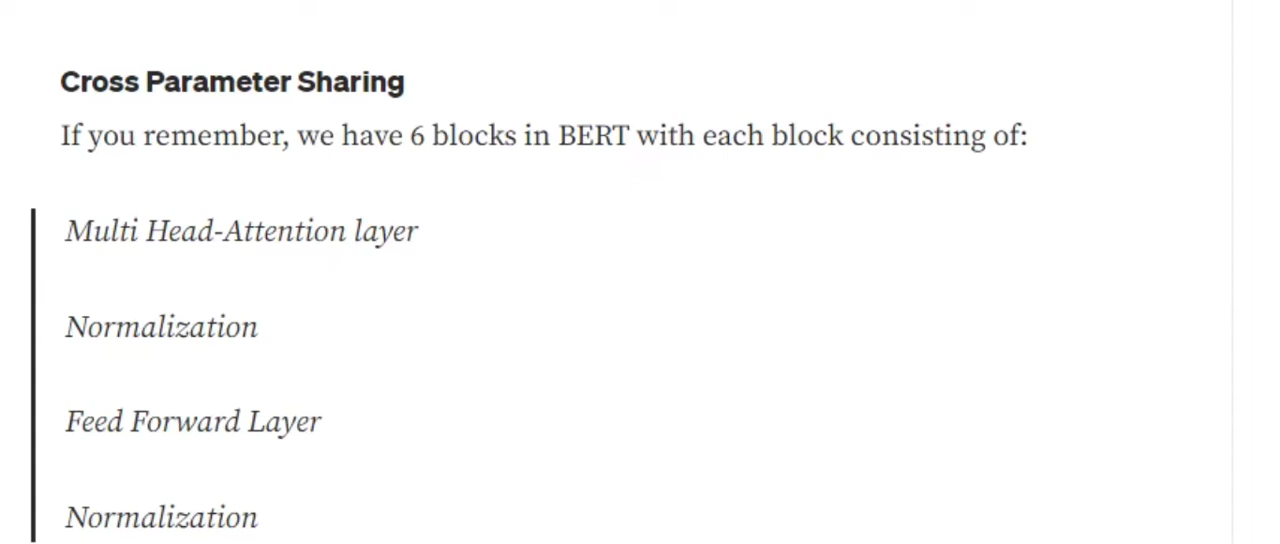 Cross Parameter Sharing
If you remember, we have 6 blocks in BERT with each block consisting of:
Multi Head-Attention layer
Normalization
Feed Forward Layer
Normalization